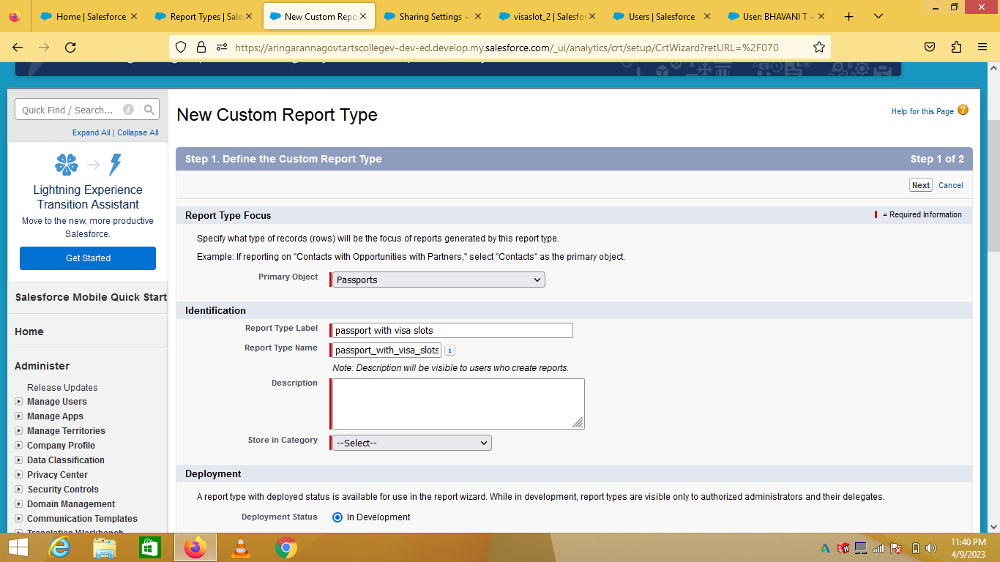 Home | Salesforce
Report Types | Sale
New Custom Repo
Sharing Settings ~
visaslot_2 | Salesfor
Users | Salesforce
User: BHAVANI T ~
https://aringarannagovtartscollegev-dev-ed.develop.my.salesforce.com/_ui/analytics/crt/setup/CrtWizard?retURL=%2F070
Quick Find / Search...
Expand All | Collapse All
Lightning Experience
Transition Assistant
Move to the new, more productive
Salesforce.
Get Started
Salesforce Mobile Quick Start
Home
Administer
Release Updates
Manage Users
Manage Apps
Manage Territories
Company Profile
Data Classification
Privacy Center
Security Controls
Domain Management
Communication Templates
Translation Workbench
New Custom Report Type
Help for this Page ?
Step 1. Define the Custom Report Type Step 1 of 2
Next Cancel
Report Type Focus = Required Information
Specify what type of records (rows) will be the focus of reports generated by this report type.
Example: If reporting on "Contacts with Opportunities with Partners," select "Contacts" as the primary object.
Primary Object Passports
Identification
Report Type Label passport with visa slots
Report Type Name passport_with_visa_slots
Note: Description will be visible to users who create reports.
Description
Store in Category --Select--
Deployment
A report type with deployed status is available for use in the report wizard. While in development, report types are visible only to authorized administrators and their delegates.
Deployment Status In Development
11:40 PM
4/9/2023